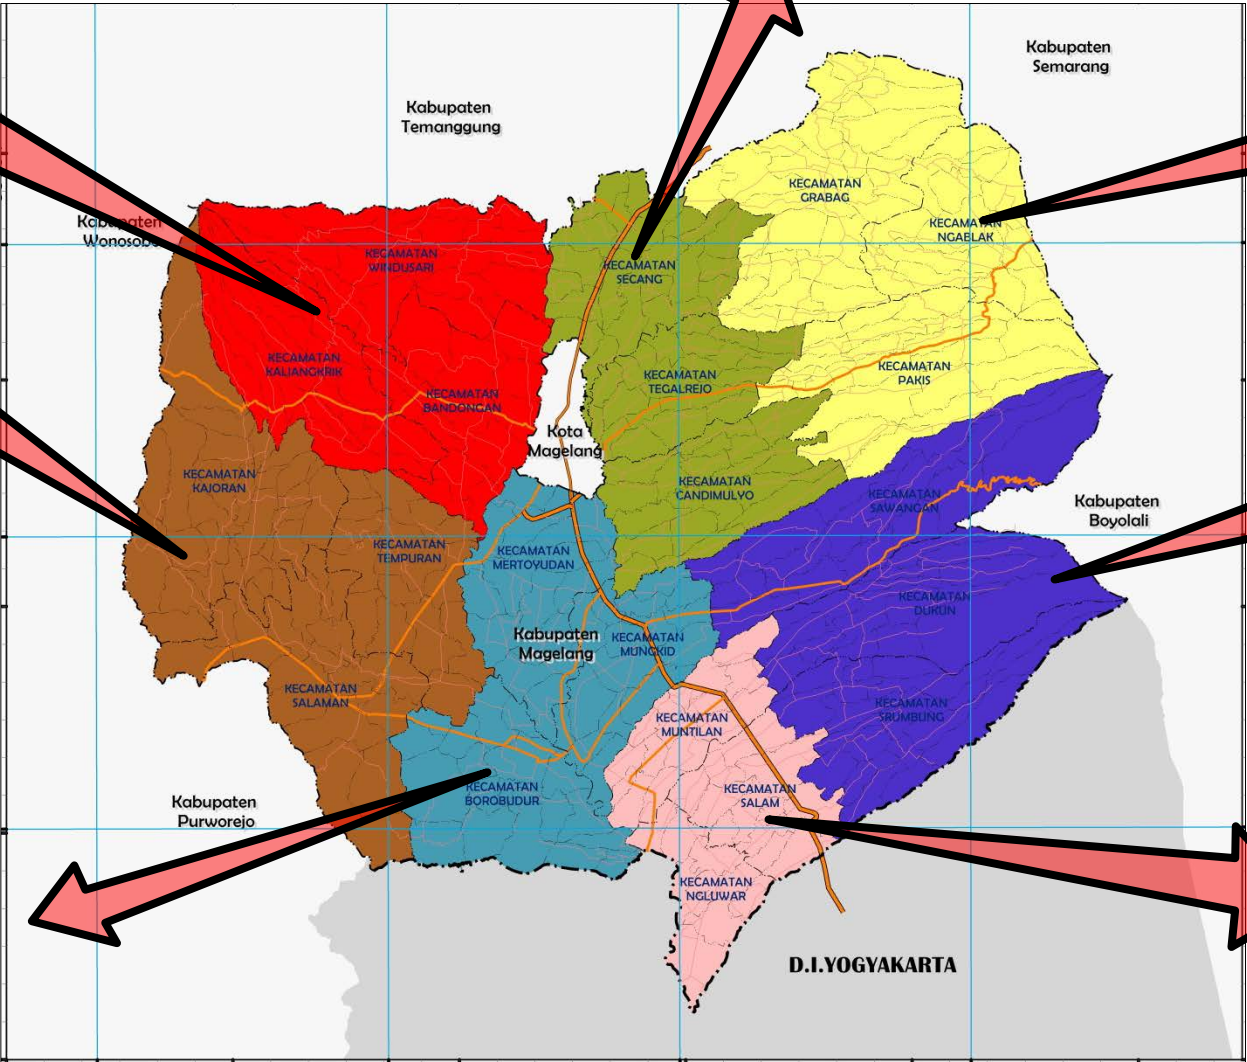 Kabupaten
Semarang
Kabupaten
Temanggung
KECAMATAN
GRABAG
Kabupaten
Wonosobo
KECAMATAN
NGABLAK
KECAMATAN
WINDUSARI
KECAMATAN
SECANG
KECAMATAN
KALIANGKRIK
KECAMATAN
TEGALREJO
KECAMATAN
PAKIS
KECAMATAN
BANDONGAN
Kota
Magelang
KECAMATAN
KAJORAN
KECAMATAN
CANDIMULYO
KECAMATAN
SAWANGAN
Kabupaten
Boyolali
KECAMATAN
TEMPURAN
KECAMATAN
MERTOYUDAN
KECAMATAN
DUKUN
Kabupaten
Magelang
KECAMATAN
MUNGKID
KECAMATAN
SALAMAN
KECAMATAN
SRUMBUNG
KECAMATAN
MUNTILAN
KECAMATAN
BOROBUDUR
KECAMATAN
SALAM
Kabupaten
Purworejo
KECAMATAN
NGLUWAR
D.I.YOGYAKARTA